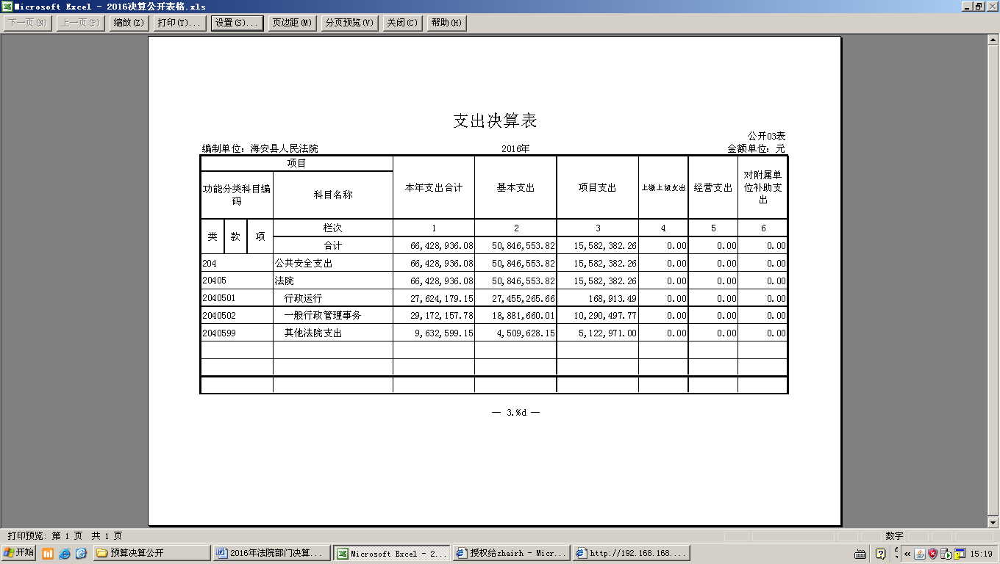 Microsoft Excel - 2016决算公开表格.xls
下一页(N) 上一页(P) 缩放(Z) 打印(T)... 设置(S)... 页边距(M) 分页预览(V) 关闭(C) 帮助(H)
支出决算表
公开03表
编制单位：海安县人民法院 2016年 金额单位：元
项目 本年支出合计 基本支出 项目支出 上缴上级支出 经营支出 对附属单位补助支出
功能分类科目编码 科目名称
类 款 项 栏次 1 2 3 4 5 6
合计 66,428,936.08 50,846,553.82 15,582,382.26 0.00 0.00 0.00
204 公共安全支出 66,428,936.08 50,846,553.82 15,582,382.26 0.00 0.00 0.00
20405 法院 66,428,936.08 50,846,553.82 15,582,382.26 0.00 0.00 0.00
2040501 行政运行 27,624,179.15 27,455,265.66 168,913.49 0.00 0.00 0.00
2040502 一般行政管理事务 29,172,157.78 18,881,660.01 10,290,497.77 0.00 0.00 0.00
2040599 其他法院支出 9,632,599.15 4,509,628.15 5,122,971.00 0.00 0.00 0.00
— 3.%d —
打印预览: 第 1 页 共 1 页 数字
开始 预算决算公开 2016年法院部门决算... Microsoft Excel - 2... 授权给zhairh - Micr... http://192.168.168.... « 15:19